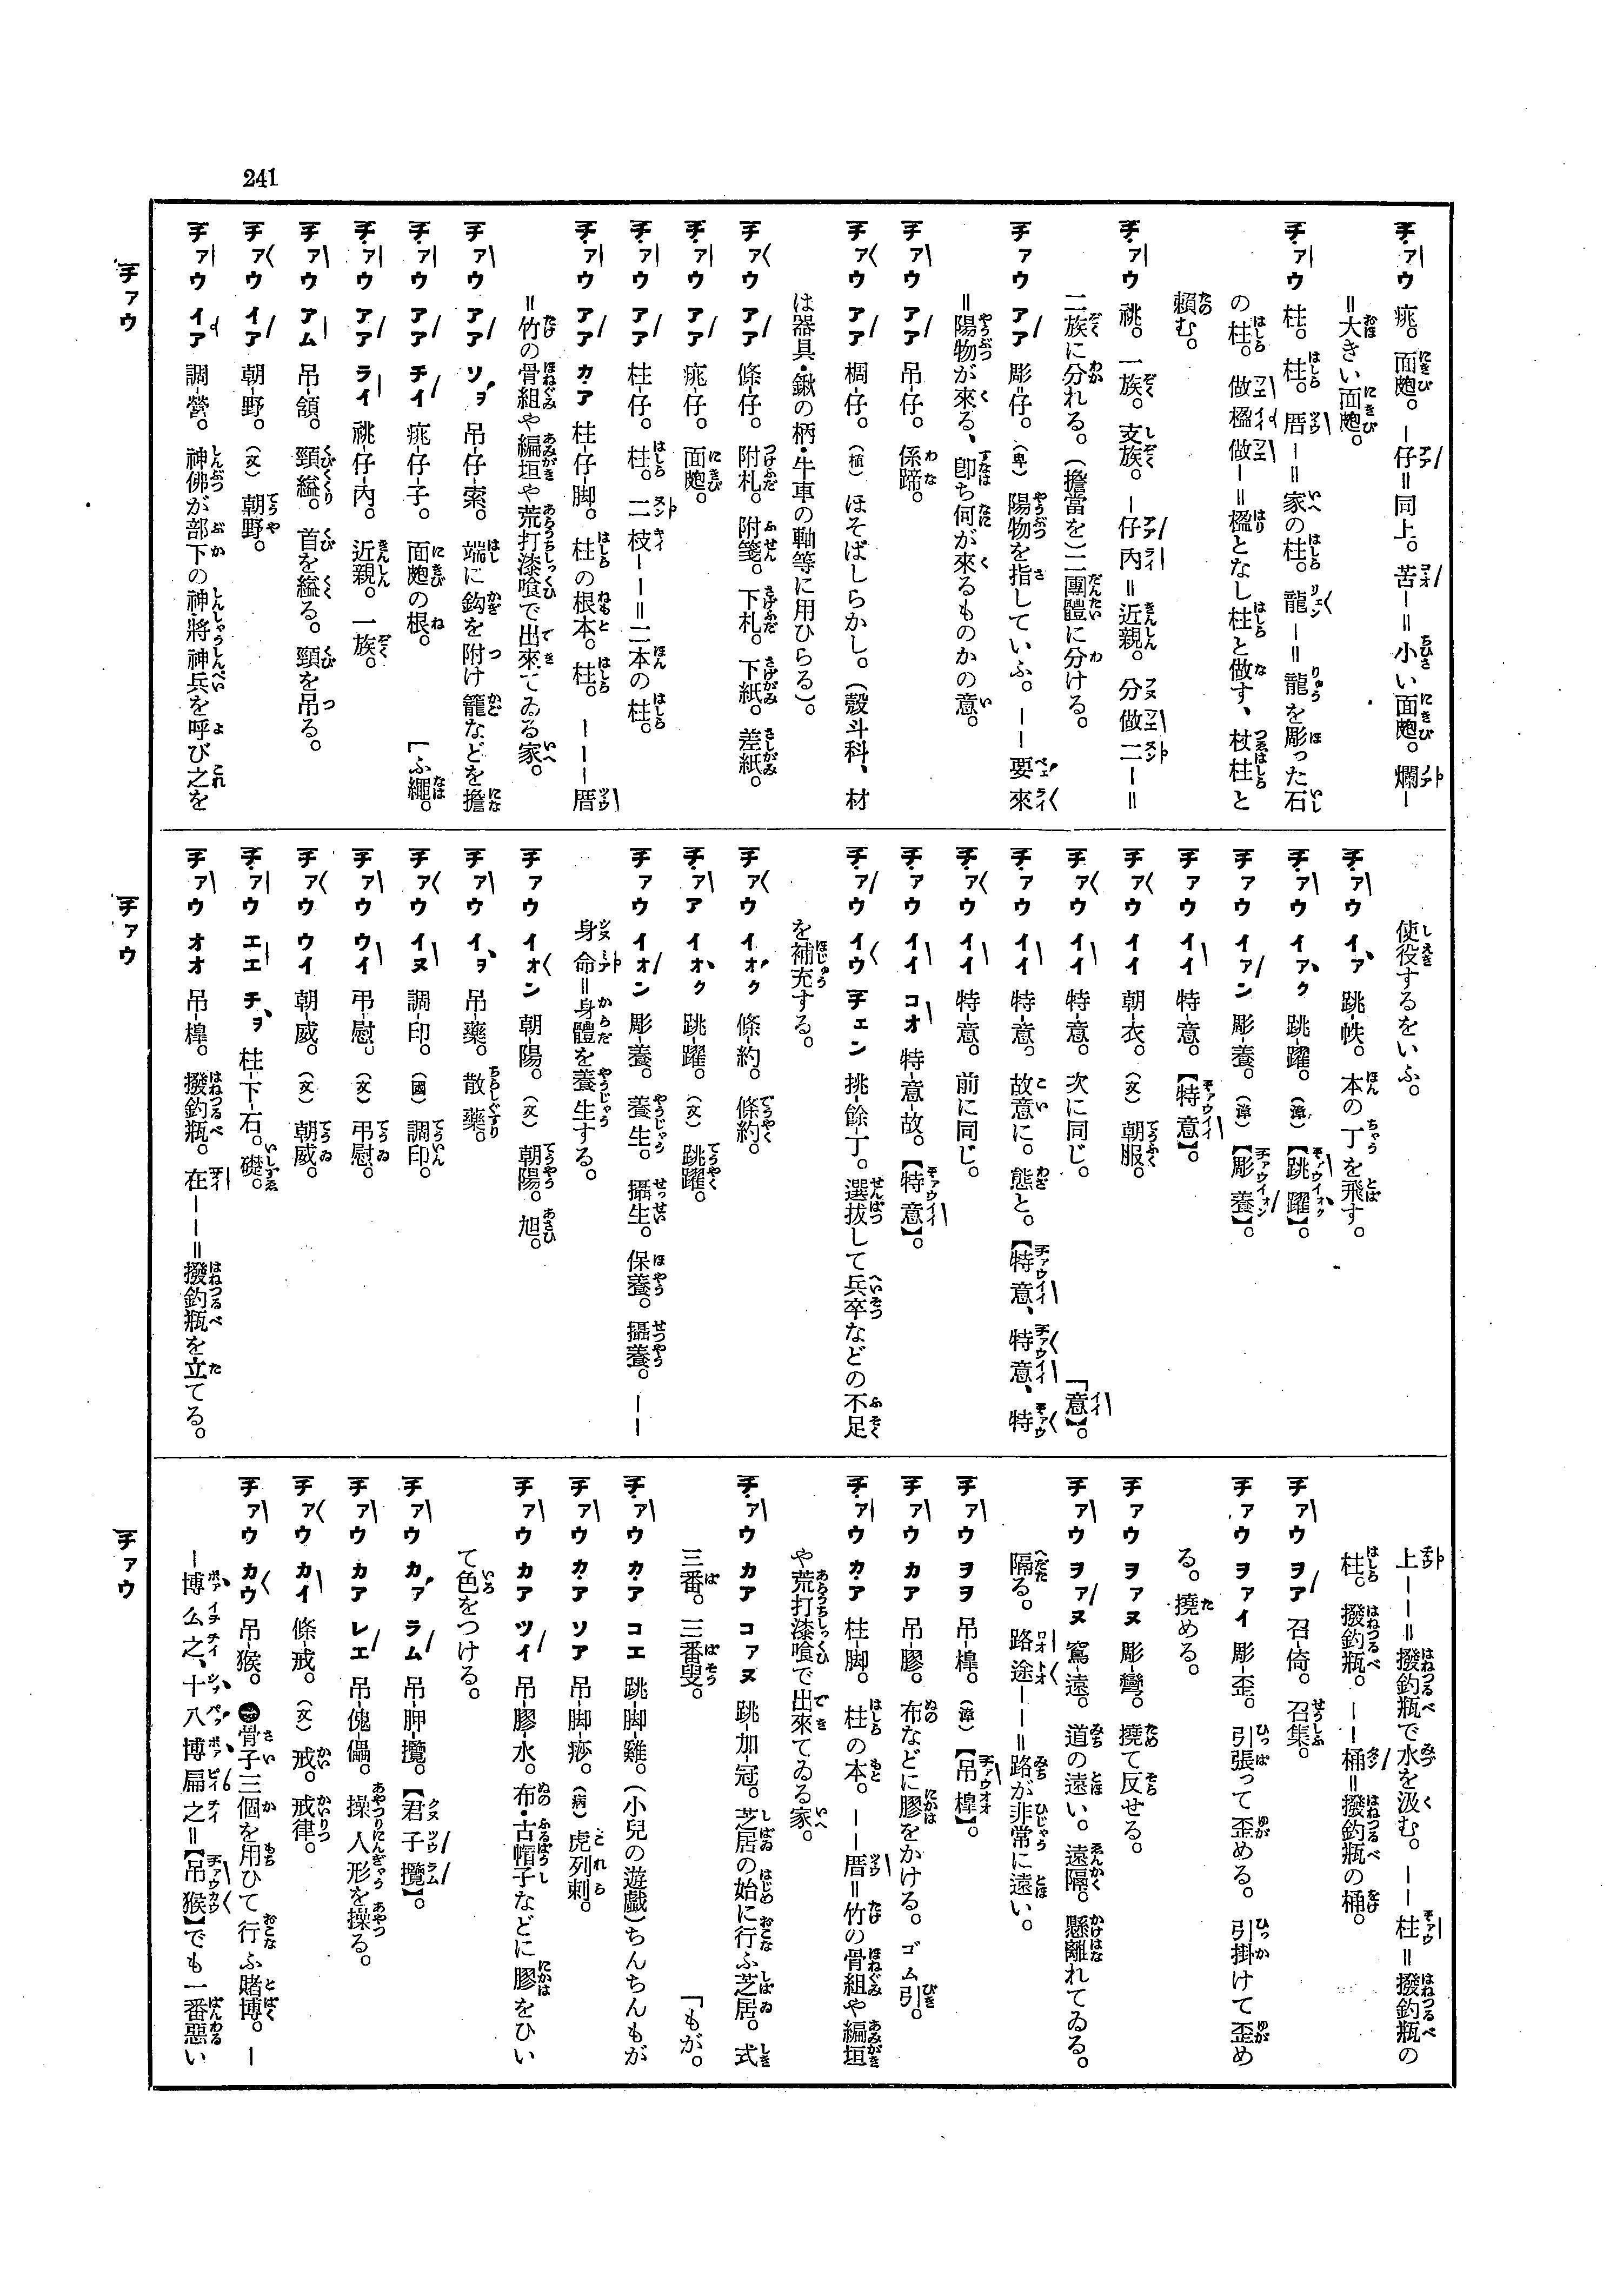 241
チァウ 疣。面皰。─仔＝同上。苦─＝小い面皰。爛─
＝大きい面皰。
チァウ 柱。柱。厝─＝家の柱。龍─＝龍を彫った石
の柱。做楹做─＝楹となし柱と做す、杖柱と
賴む。
チァウ 祧。一族。支族。─仔內＝近親。分做二─＝
二族に分れる。（擔當を）二團體に分ける。
チァウ アア 彫-仔。（卑）陽物を指していふ。──要來
＝陽物が來る、卽ち何が來るものかの意。
チァウ アア 吊-仔。係蹄。
チァウ アア 椆-仔。（植）ほそばしらかし。（殼斗科、材
は器具・鍬の柄・牛車の軸等に用ひらる）。
チァウ アア 條-仔。附札。附箋。下札。下紙。差紙。
チァウ アア 疣-仔。面皰。
チァウ アア 柱-仔。柱。二枝──＝二本の柱。
チァウ アア カア 柱-仔-脚。柱の根本。柱。───厝
＝竹の骨組や編垣や荒打漆喰で出來てゐる家。
チァウ アア ソヲ 吊-仔-索。端に鈎を附け籠などを擔
チァウ アア チイ 疣-仔-子。面皰の根。 「ふ繩。
チァウ アア ライ 祧-仔-內。近親。一族。
チァウ アム 吊-頷。頸縊。首を縊る。頸を吊る。
チァウ イア 朝-野。（文）朝野。
チァウ イア 調-營。神佛が部下の神將神兵を呼び之を
使役するをいふ。
チァウ イア 跳-帙。本の丁を飛す。
チァウ イァク 跳-躍。（漳）【跳躍】。
チァウ イァン 彫-養。（漳）【彫養】。
チァウ イイ 特-意。【特意】。
チァウ イイ 朝-衣。（文）朝服。
チァウ イイ 特-意。次に同じ。 「意】。
チァウ イイ 特-意。故意に。態と。【特意、特意、特
チァウ イイ 特-意。前に同じ。
チァウ イイ コオ 特-意-故。【特意】。
チァウ イウ チェン 挑-餘-丁。選拔して兵卒などの不足
を補充する。
チァウ イオク 條-約。條約。
チァア イオク 跳-躍。（文）跳躍。
チァウ イオン 彫-養。養生。攝生。保養。攝養。──
身命＝身體を養生する。
チァウ イオン 朝-陽。（文）朝陽。旭。
チァウ イヲ 吊-藥。散藥。
チァウ イヌ 調-印。（國）調印。
チァウ ウイ 弔-慰。（文）弔慰。
チァウ ウイ 朝-威。（文）朝威。
チァウ エエ チヲ 柱-下-石。礎。
チァウ オオ 吊-槔。撥釣瓶。在──＝撥釣瓶を立てる。
上───＝撥釣瓶で水を汲む。──柱＝撥釣瓶の
柱。撥釣瓶。──桶＝撥釣瓶の桶。
チァウ ヲア 召-倚。召集。
チァウ ヲァイ 彫-歪。引張って歪める。引掛けて歪め
チァウ ヲァヌ 彫-彎。撓て反せる。
る。撓める。
チァウ ヲァヌ 窵-遠。道の遠い。遠隔。懸離れてゐる。
隔る。路途──＝路が非常に遠い。
チァウ ヲヲ 吊-槔。（漳）【吊槔】。
チァウ カア 吊-膠。布などに膠をかける。ゴム引。
チァウ カア 柱-脚。柱の本。──厝＝竹の骨組や編垣
や荒打漆喰で出來てゐる家。
チァウ カア コァヌ 跳-加-冠。芝居の始に行ふ芝居。式
三番。三番叟。 「もが。
チァウ カア コエ 跳-脚-雞。（小兒の遊戲）ちんちんもが
チァウ カア ソア 吊-脚-痧。（病）虎列剌。
チァウ カア ツイ 吊-膠-水。布・古帽子などに膠をひい
て色をつける。
チァウ カァ ラム 吊-胛-攬。【君子攬】。
チァウ カア レエ 吊-傀-儡。操人形を操る。
チァウ カイ 條-戒。（文）戒。戒律。
チァウ カウ 吊-猴。㊀骨子三個を用ひて行ふ賭博。─
─博么之、十八博扁之＝【吊猴】でも一番惡い
チァウ
チァウ
チァウ